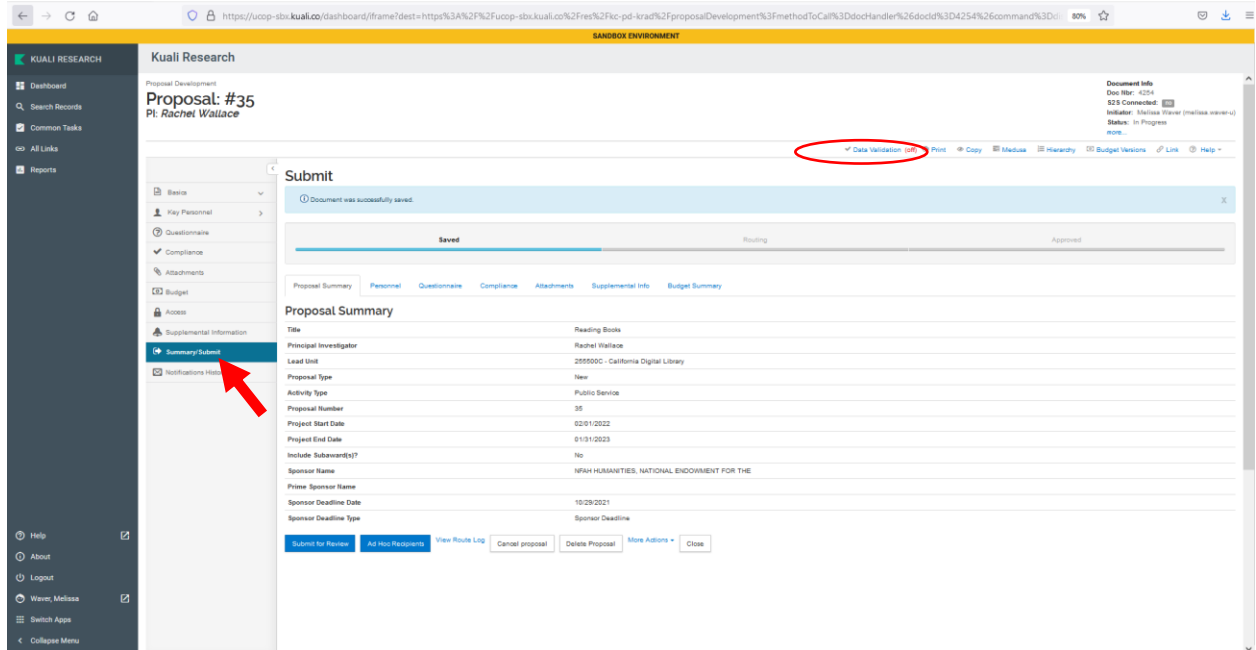 https://ucop-sbx.kuali.co/dashboard/iframe?dest=https%3A%2F%2Fucop-sbx.kuali.co%2Fres%2Fkc-pd-krad%2FproposalDevelopment%3FmethodToCall%3DdocHandler%26docId%3D4254%26command%3Ddi 80%
SANDBOX ENVIRONMENT
KUALI RESEARCH
Kuali Research
Dashboard
Search Records
Common Tasks
All Links
Reports
Proposal Development
Proposal: #35
PI: Rachel Wallace
Document Info
Doc Nbr: 4254
S2S Connected: no
Initiator: Melissa Waver (melissa.waver-u)
Status: In Progress
more...
Data Validation (off) Print Copy Medusa Hierarchy Budget Versions Link Help
Basics
Key Personnel
Questionnaire
Compliance
Attachments
Budget
Access
Supplemental Information
Summary/Submit
Notifications
Submit
Document was successfully saved. X
Saved Routing Approved
Proposal Summary Personnel Questionnaire Compliance Attachments Supplemental Info Budget Summary
Proposal Summary
Title Reading Books
Principal Investigator Rachel Wallace
Lead Unit 255500C - California Digital Library
Proposal Type New
Activity Type Public Service
Proposal Number 35
Project Start Date 02/01/2022
Project End Date 01/31/2023
Include Subaward(s)? No
Sponsor Name NFAH HUMANITIES, NATIONAL ENDOWMENT FOR THE
Prime Sponsor Name
Sponsor Deadline Date 10/29/2021
Sponsor Deadline Type Sponsor Deadline
Submit for Review Ad Hoc Recipients View Route Log Cancel proposal Delete Proposal More Actions Close
Help
About
Logout
Waver, Melissa
Switch Apps
Collapse Menu